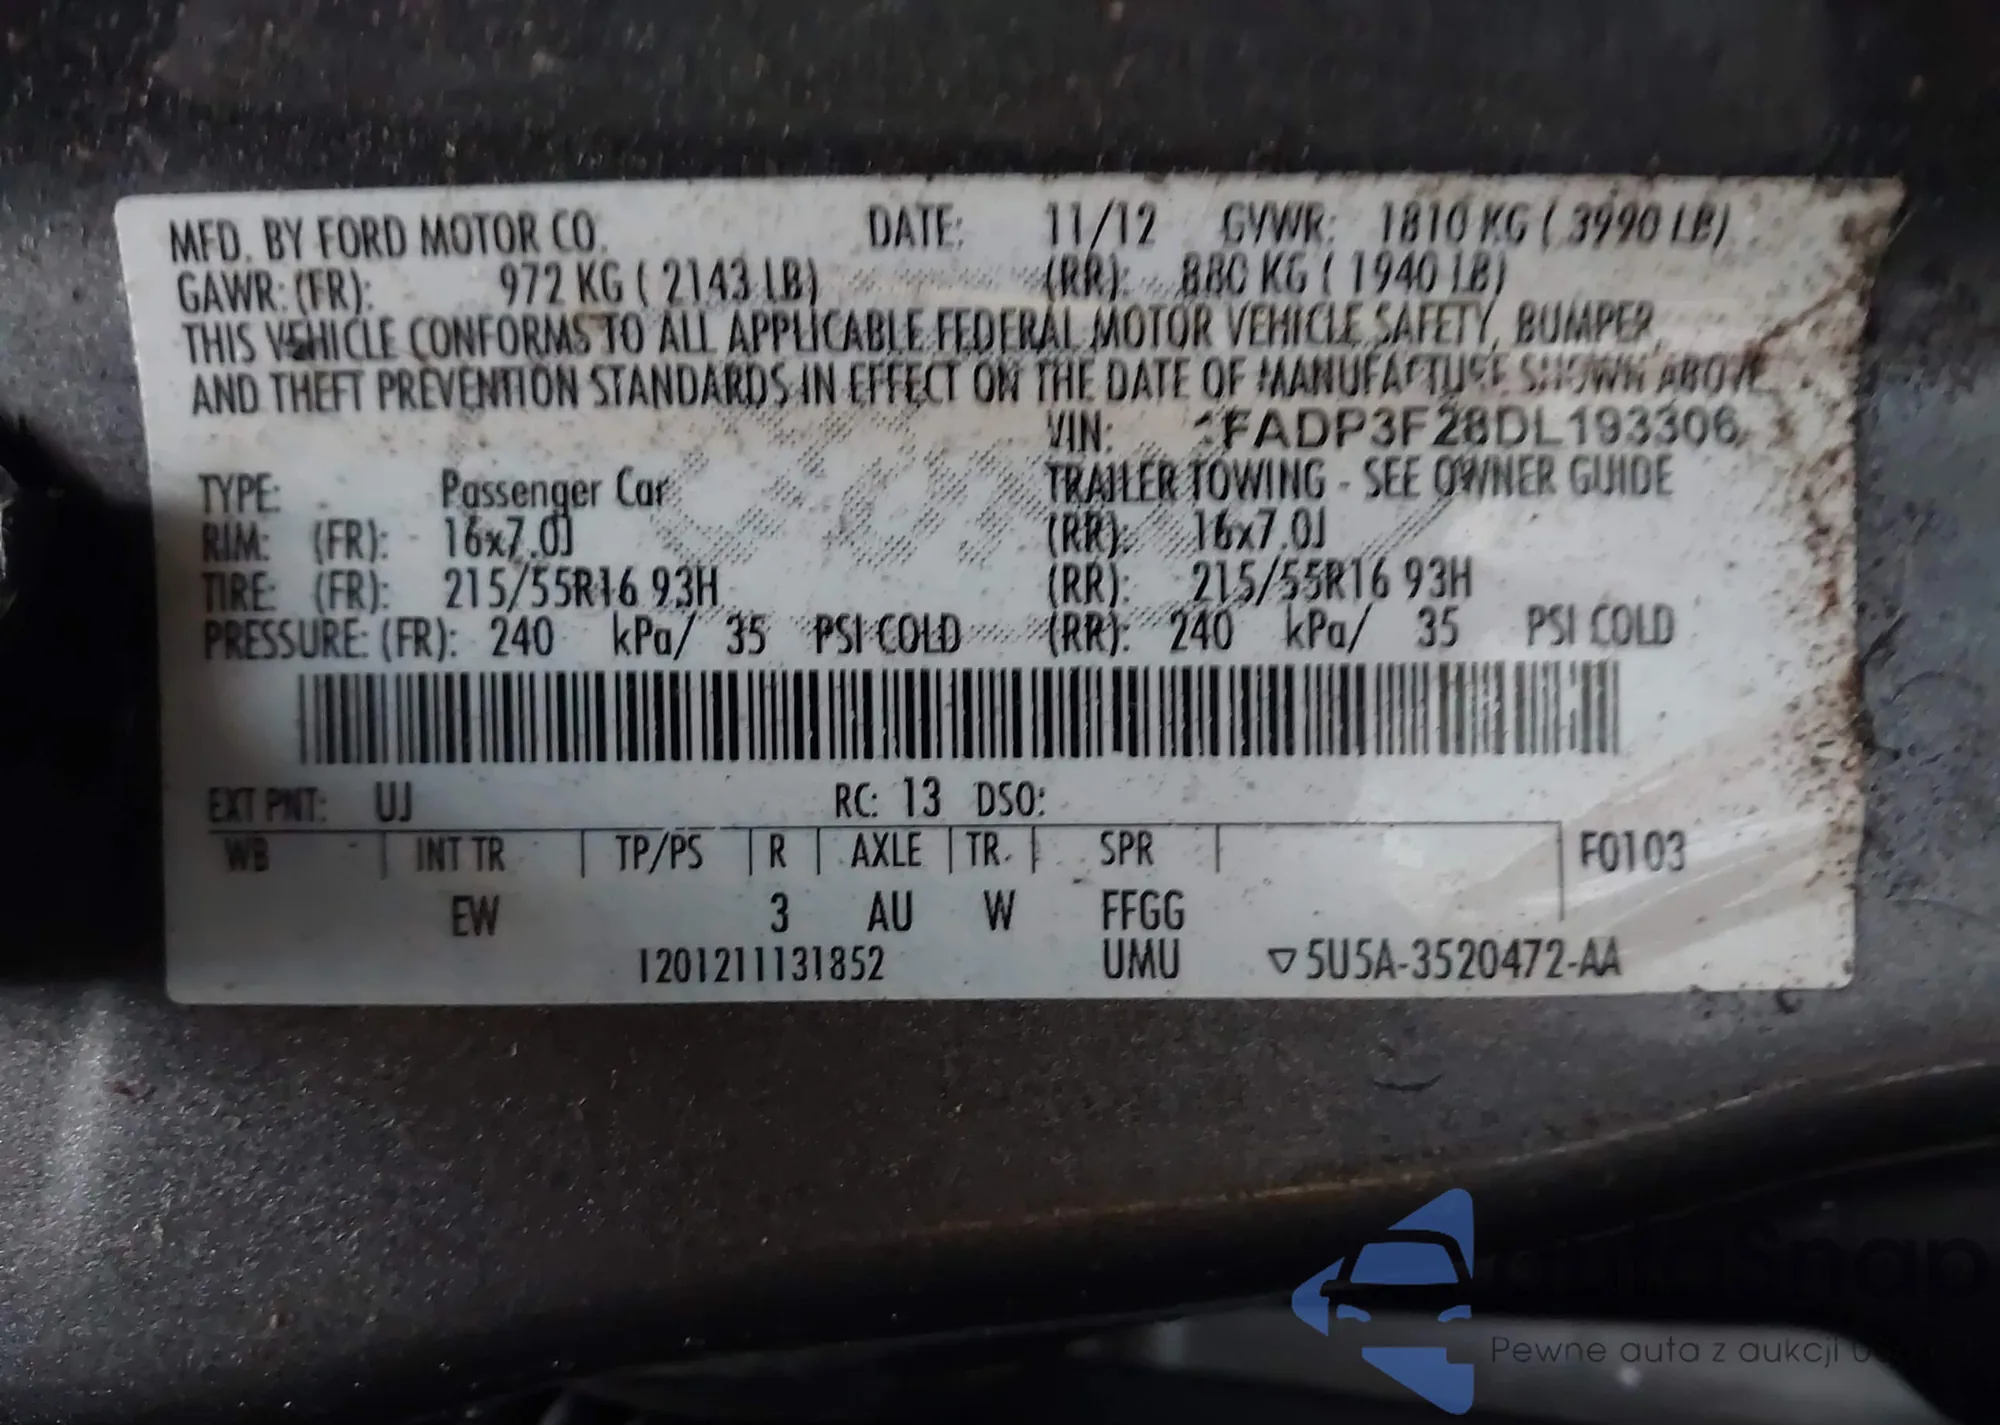 MFD. BY FORD MOTOR CO. DATE: 11/12 GVWR: 1810 KG ( 3990 LB)
GAWR: (FR): 972 KG ( 2143 LB) (RR): 880 KG ( 1940 LB)
THIS VEHICLE CONFORMS TO ALL APPLICABLE FEDERAL MOTOR VEHICLE SAFETY, BUMPER,
AND THEFT PREVENTION STANDARDS IN EFFECT ON THE DATE OF MANUFACTURE SHOWN ABOVE
VIN: 1FADP3F28DL193306
TYPE: Passenger Car TRAILER TOWING - SEE OWNER GUIDE
RIM: (FR): 16x7.0J (RR): 16x7.0J
TIRE: (FR): 215/55R16 93H (RR): 215/55R16 93H
PRESSURE: (FR): 240 kPa/ 35 PSI COLD (RR): 240 kPa/ 35 PSI COLD
EXT PNT: UJ RC: 13 DSO:
WB INT TR TP/PS R AXLE TR SPR F0103
EW 3 AU W FFGG
1201211131852 UMU ▽5U5A-3520472-AA
autoSnap
Pewne auta z aukcji